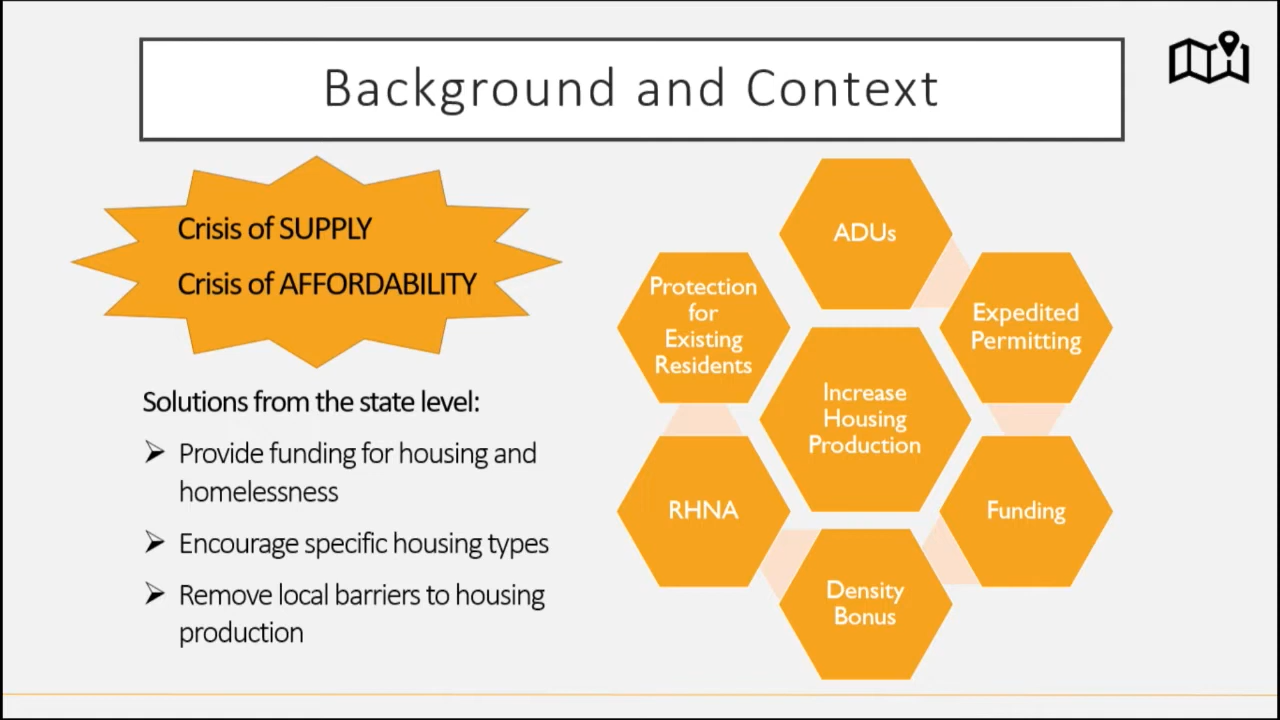 Background and Context
Crisis of SUPPLY
Crisis of AFFORDABILITY
Solutions from the state level:
Provide funding for housing and
homelessness
Encourage specific housing types
Remove local barriers to housing
production
ADUs
Expedited
Permitting
Funding
Density
Bonus
RHNA
Protection
for
Existing
Residents
Increase
Housing
Production